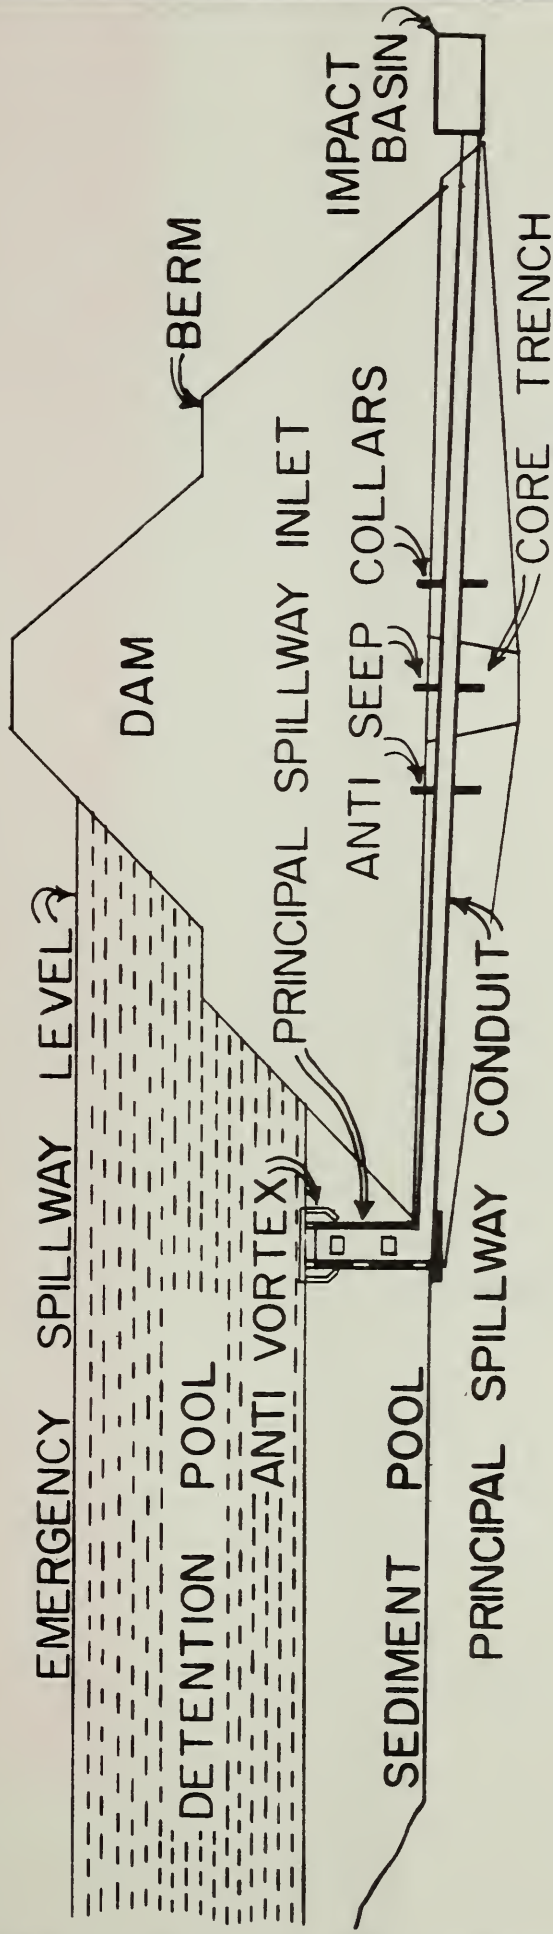 EMERGENCY SPILLWAY LEVEL
DETENTION POOL
ANTI VORTEX
SEDIMENT POOL
PRINCIPAL SPILLWAY CONDUIT
DAM
PRINCIPAL SPILLWAY INLET
ANTI SEEP COLLARS
BERM
IMPACT
BASIN
CORE TRENCH